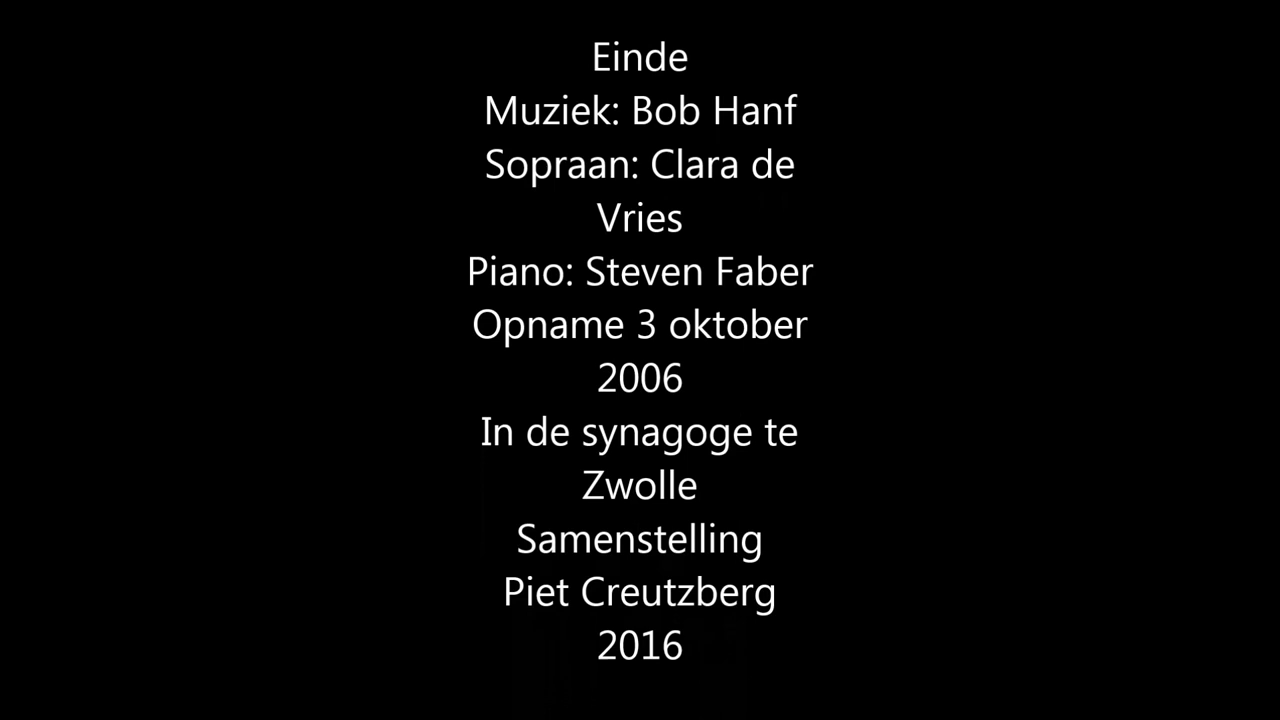 Einde
Muziek: Bob Hanf
Sopraan: Clara de
Vries
Piano: Steven Faber
Opname 3 oktober
2006
In de synagoge te
Zwolle
Samenstelling
Piet Creutzberg
2016